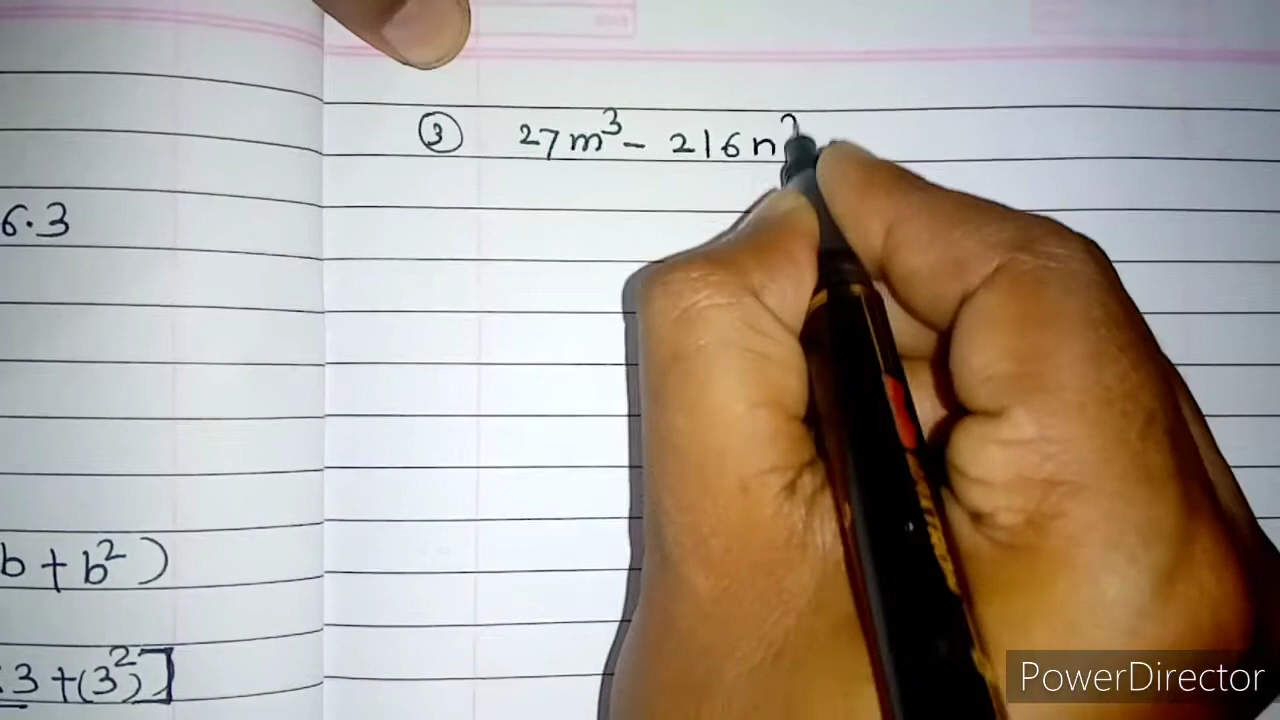 ③ 27m³ - 216n
6.3
b + b² )
3 + (3²)]
PowerDirector